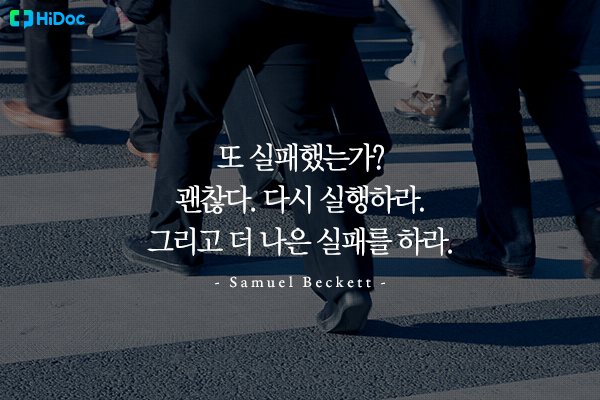 HiDoc
또 실패했는가?
괜찮다. 다시 실행하라.
그리고 더 나은 실패를 하라.
- Samuel Beckett -